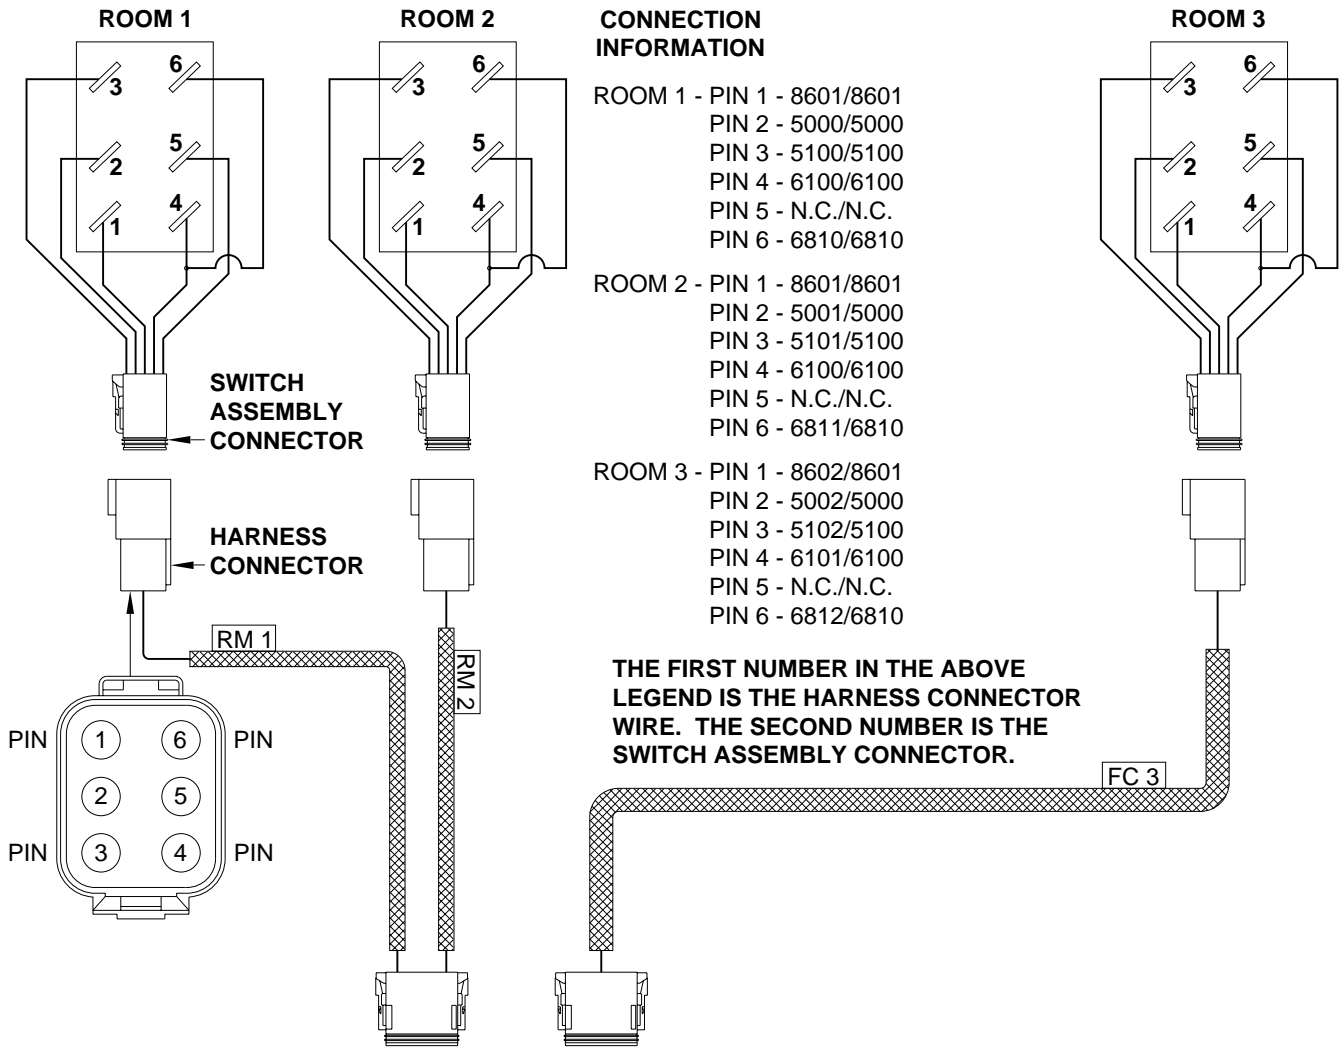 ROOM 1
ROOM 2
CONNECTION
INFORMATION
ROOM 3
3
6
2
5
1
4
3
6
2
5
1
4
3
6
2
5
1
4
ROOM 1 - PIN 1 - 8601/8601
PIN 2 - 5000/5000
PIN 3 - 5100/5100
PIN 4 - 6100/6100
PIN 5 - N.C./N.C.
PIN 6 - 6810/6810
ROOM 2 - PIN 1 - 8601/8601
PIN 2 - 5001/5000
PIN 3 - 5101/5100
PIN 4 - 6100/6100
PIN 5 - N.C./N.C.
PIN 6 - 6811/6810
ROOM 3 - PIN 1 - 8602/8601
PIN 2 - 5002/5000
PIN 3 - 5102/5100
PIN 4 - 6101/6100
PIN 5 - N.C./N.C.
PIN 6 - 6812/6810
SWITCH
ASSEMBLY
CONNECTOR
HARNESS
CONNECTOR
RM 1
RM 2
THE FIRST NUMBER IN THE ABOVE
LEGEND IS THE HARNESS CONNECTOR
WIRE. THE SECOND NUMBER IS THE
SWITCH ASSEMBLY CONNECTOR.
FC 3
PIN 1 6 PIN
2 5
PIN 3 4 PIN